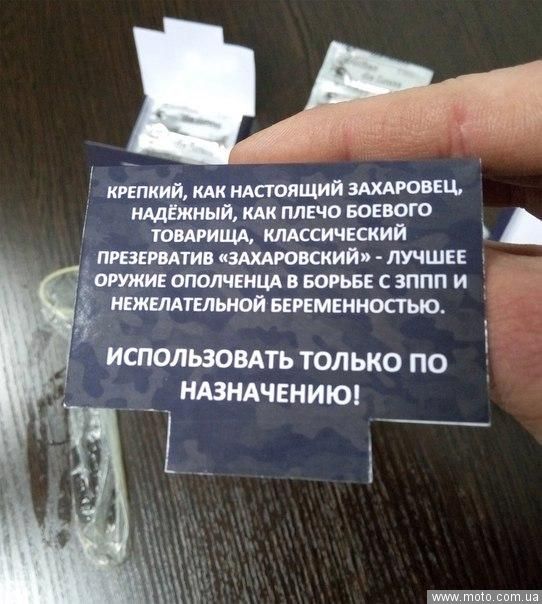 КРЕПКИЙ, КАК НАСТОЯЩИЙ ЗАХАРОВЕЦ,
НАДЁЖНЫЙ, КАК ПЛЕЧО БОЕВОГО
ТОВАРИЩА, КЛАССИЧЕСКИЙ
ПРЕЗЕРВАТИВ «ЗАХАРОВСКИЙ» - ЛУЧШЕЕ
ОРУЖИЕ ОПОЛЧЕНЦА В БОРЬБЕ С ЗППП И
НЕЖЕЛАТЕЛЬНОЙ БЕРЕМЕННОСТЬЮ.
ИСПОЛЬЗОВАТЬ ТОЛЬКО ПО
НАЗНАЧЕНИЮ!
www.moto.com.ua